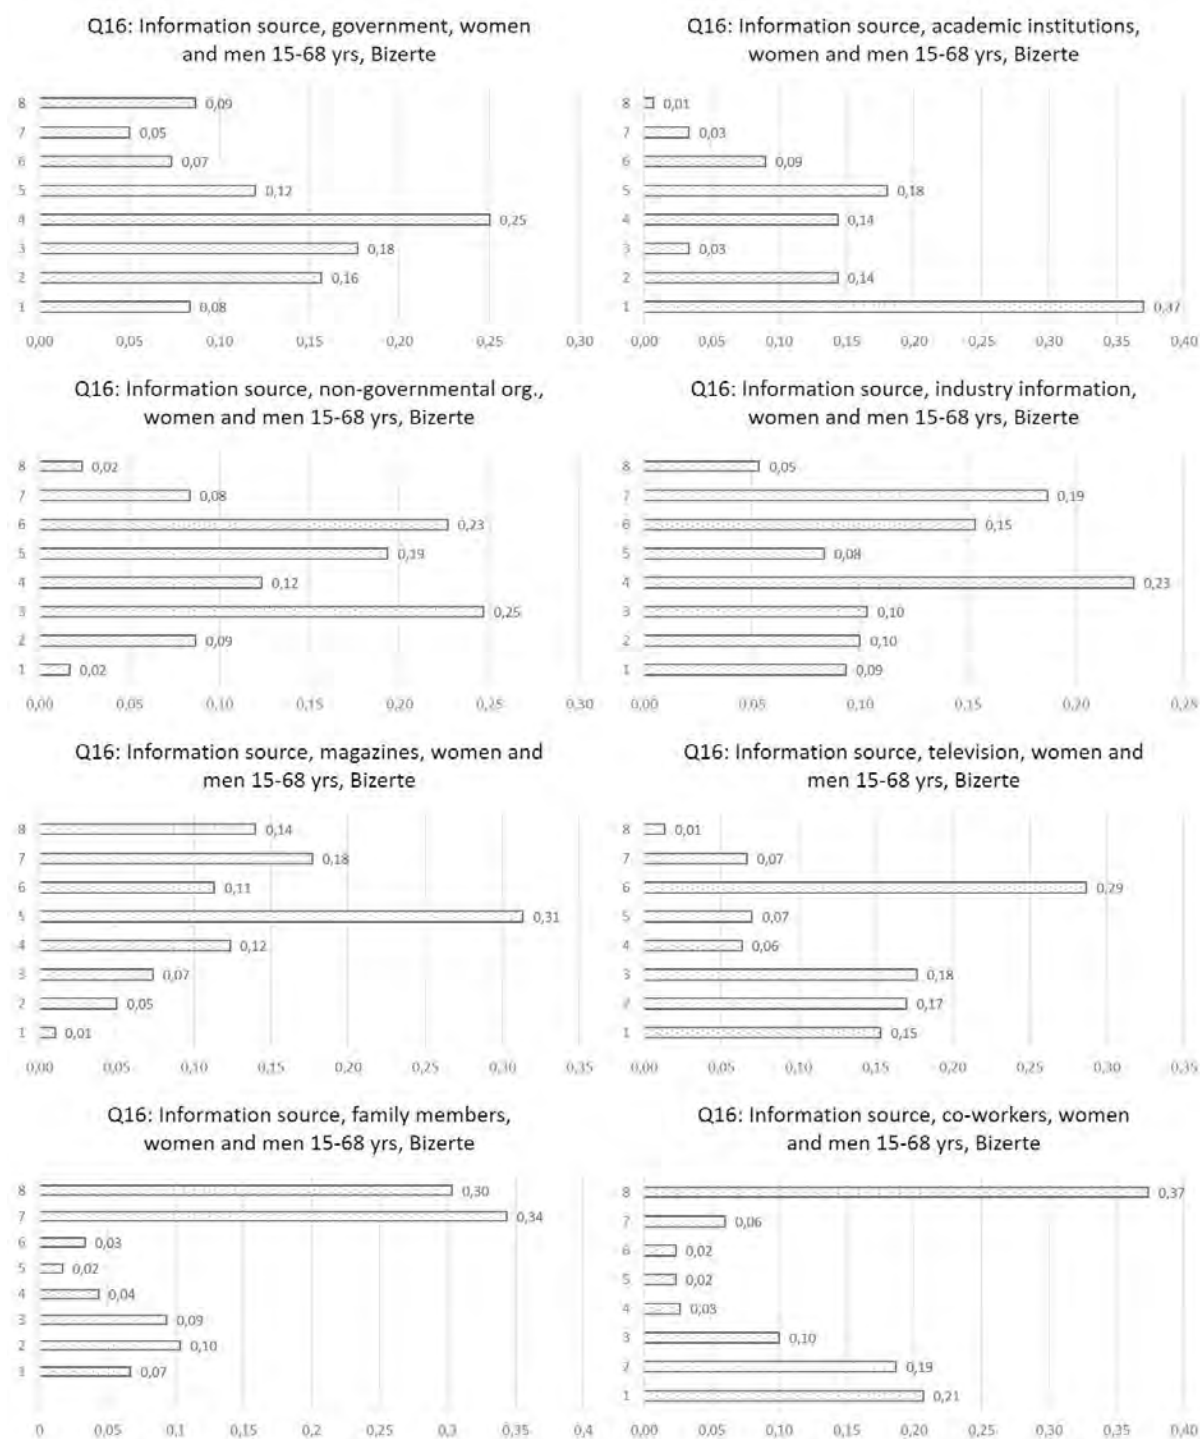 Q16: Information source, government, women
and men 15-68 yrs, Bizerte
8 0,09
7 0,05
6 0,07
5 0,12
4 0,25
3 0,18
2 0,16
1 0,08
0,00 0,05 0,10 0,15 0,20 0,25 0,30
Q16: Information source, academic institutions,
women and men 15-68 yrs, Bizerte
8 0,01
7 0,03
6 0,09
5 0,18
4 0,14
3 0,03
2 0,14
1 0,37
0,00 0,05 0,10 0,15 0,20 0,25 0,30 0,35 0,40
Q16: Information source, non-governmental org.,
women and men 15-68 yrs, Bizerte
8 0,02
7 0,08
6 0,23
5 0,19
4 0,12
3 0,25
2 0,09
1 0,02
0,00 0,05 0,10 0,15 0,20 0,25 0,30
Q16: Information source, industry information,
women and men 15-68 yrs, Bizerte
8 0,05
7 0,19
6 0,15
5 0,08
4 0,23
3 0,10
2 0,10
1 0,09
0,00 0,05 0,10 0,15 0,20 0,25
Q16: Information source, magazines, women and
men 15-68 yrs, Bizerte
8 0,14
7 0,18
6 0,11
5 0,31
4 0,12
3 0,07
2 0,05
1 0,01
0,00 0,05 0,10 0,15 0,20 0,25 0,30 0,35
Q16: Information source, television, women and
men 15-68 yrs, Bizerte
8 0,01
7 0,07
6 0,29
5 0,07
4 0,06
3 0,18
2 0,17
1 0,15
0,00 0,05 0,10 0,15 0,20 0,25 0,30 0,35
Q16: Information source, family members,
women and men 15-68 yrs, Bizerte
8 0,30
7 0,34
6 0,03
5 0,02
4 0,04
3 0,09
2 0,10
1 0,07
0 0,05 0,1 0,15 0,2 0,25 0,3 0,35 0,4
Q16: Information source, co-workers, women
and men 15-68 yrs, Bizerte
8 0,37
7 0,06
6 0,02
5 0,02
4 0,03
3 0,10
2 0,19
1 0,21
0,00 0,05 0,10 0,15 0,20 0,25 0,30 0,35 0,40